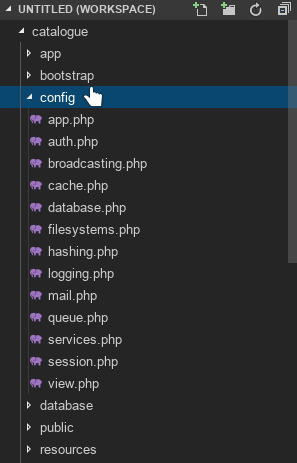 UNTITLED (WORKSPACE)
catalogue
app
bootstrap
config
app.php
auth.php
broadcasting.php
cache.php
database.php
filesystems.php
hashing.php
logging.php
mail.php
queue.php
services.php
session.php
view.php
database
public
resources